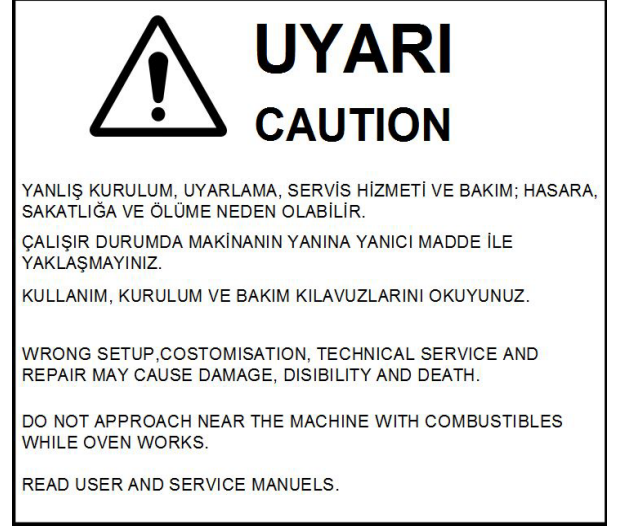 UYARI
CAUTION
YANLIŞ KURULUM, UYARLAMA, SERVİS HİZMETİ VE BAKIM; HASARA,
SAKATLIĞA VE ÖLÜME NEDEN OLABİLİR.
ÇALIŞIR DURUMDA MAKİNANIN YANINA YANICI MADDE İLE
YAKLAŞMAYINIZ.
KULLANIM, KURULUM VE BAKIM KILAVUZLARINI OKUYUNUZ.
WRONG SETUP,COSTOMISATION, TECHNICAL SERVICE AND
REPAIR MAY CAUSE DAMAGE, DISIBILITY AND DEATH.
DO NOT APPROACH NEAR THE MACHINE WITH COMBUSTIBLES
WHILE OVEN WORKS.
READ USER AND SERVICE MANUELS.